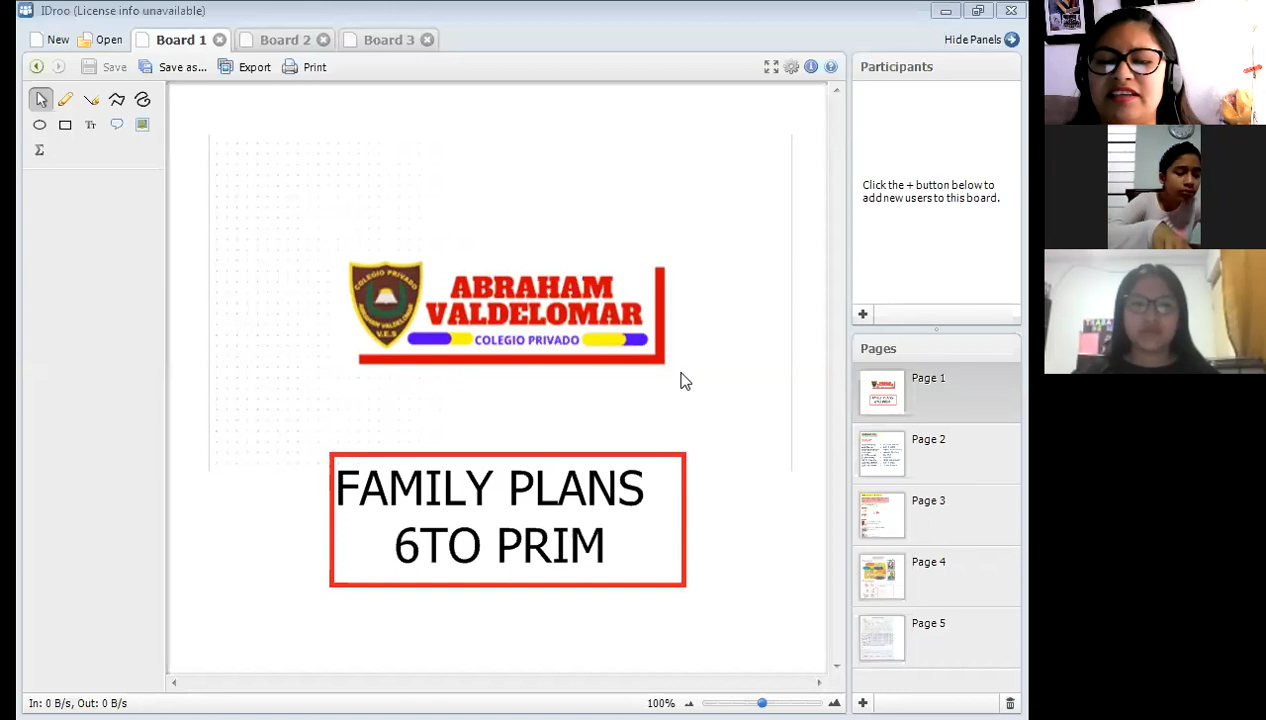 IDroo (License info unavailable)
New Open Board 1 Board 2 Board 3 Hide Panels
Save Save as... Export Print
Participants
Click the + button below to
add new users to this board.
Tr
Σ
COLEGIO PRIVADO
ABRAHAM VALDELOMAR
V.E.S
ABRAHAM
VALDELOMAR
COLEGIO PRIVADO
FAMILY PLANS
6TO PRIM
Pages
Page 1
Page 2
Page 3
Page 4
Page 5
In: 0 B/s, Out: 0 B/s 100%